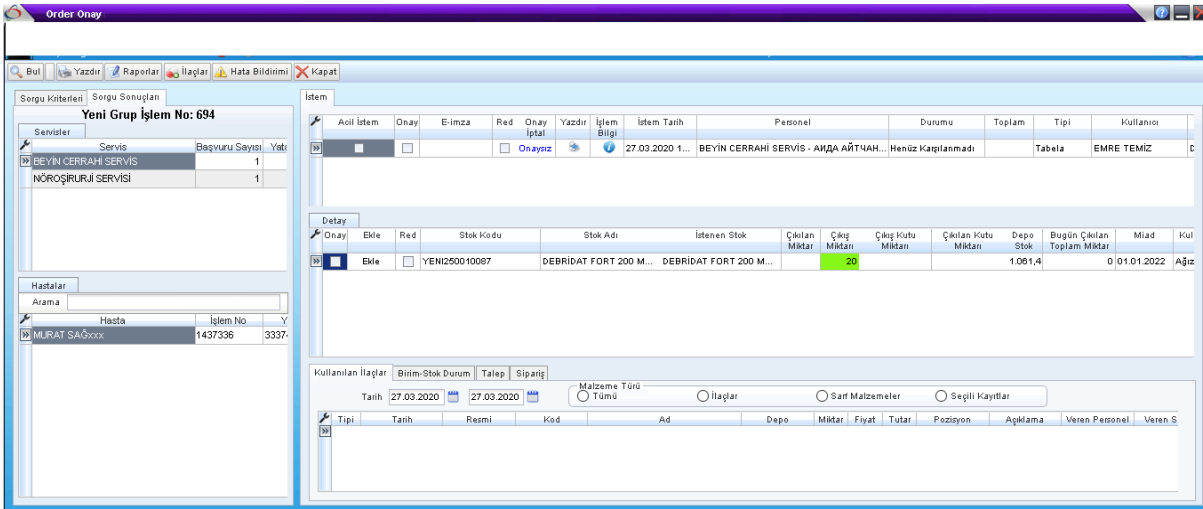 Order Onay
Bul Yazdır Raporlar İlaçlar Hata Bildirimi Kapat
Sorgu Kriterleri Sorgu Sonuçları
Yeni Grup İşlem No: 694
Servisler
Servis Başvuru Sayısı Yata
BEYİN CERRAHİ SERVİS 1
NÖROŞİRURJİ SERVİSİ 1
Hastalar
Arama
Hasta İşlem No Y
MURAT SAĞxxx 1437336 33374
İstem
Acil İstem Onay E-imza Red Onay İptal Yazdır İşlem Bilgi İstem Tarih Personel Durumu Toplam Tipi Kullanıcı
Onaysız 27.03.2020 1... BEYİN CERRAHİ SERVİS - АИДА АЙТЧАН... Henüz Karşılanmadı Tabela EMRE TEMİZ
Detay
Onay Ekle Red Stok Kodu Stok Adı İstenen Stok Çıkılan Miktar Çıkış Miktarı Çıkış Kutu Miktarı Çıkılan Kutu Miktarı Depo Stok Bugün Çıkılan Toplam Miktar Miad Kul
Ekle YENI250010087 DEBRİDAT FORT 200 M... DEBRİDAT FORT 200 M... 20 1.061,4 0 01.01.2022 Ağız
Kullanılan İlaçlar Birim-Stok Durum Talep Sipariş
Malzeme Türü
Tarih 27.03.2020 27.03.2020 Tümü İlaçlar Sarf Malzemeler Seçili Kayıtlar
Tipi Tarih Resmi Kod Ad Depo Miktar Fiyat Tutar Pozisyon Açıklama Veren Personel Veren S